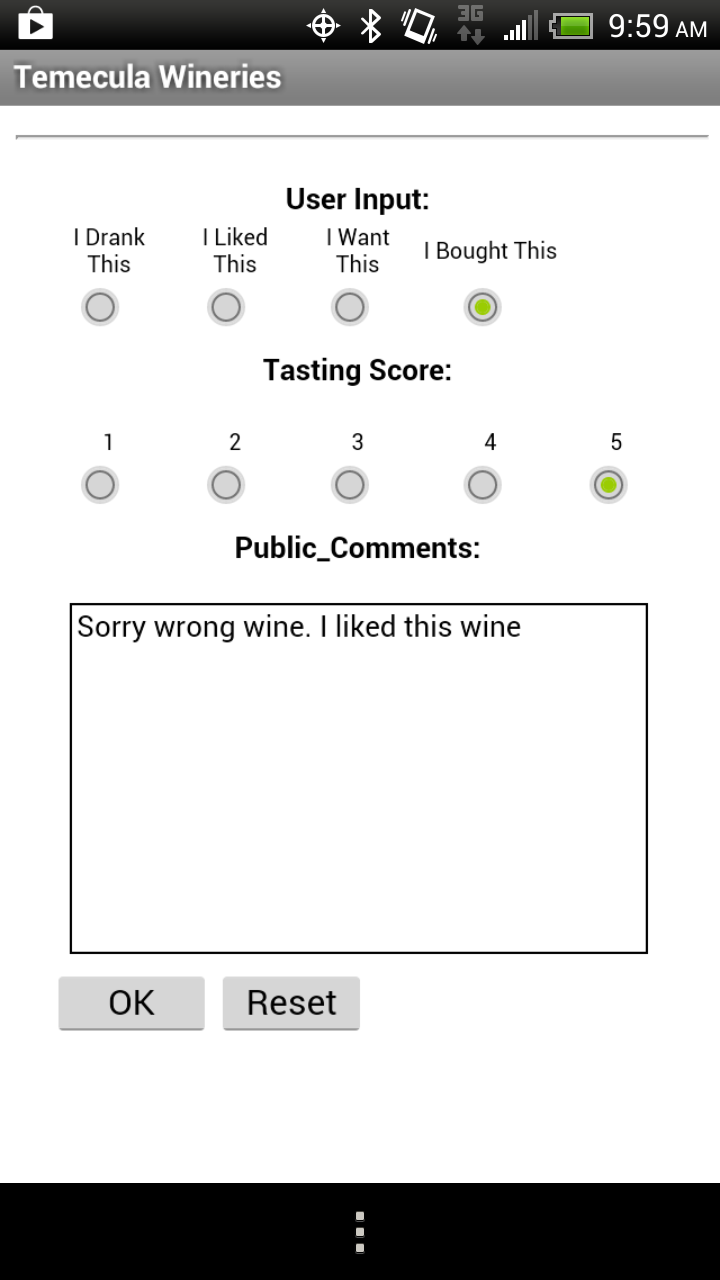 3G
9:59 AM
Temecula Wineries
User Input:
I Drank This
I Liked This
I Want This
I Bought This
Tasting Score:
1 2 3 4 5
Public_Comments:
Sorry wrong wine. I liked this wine
OK Reset